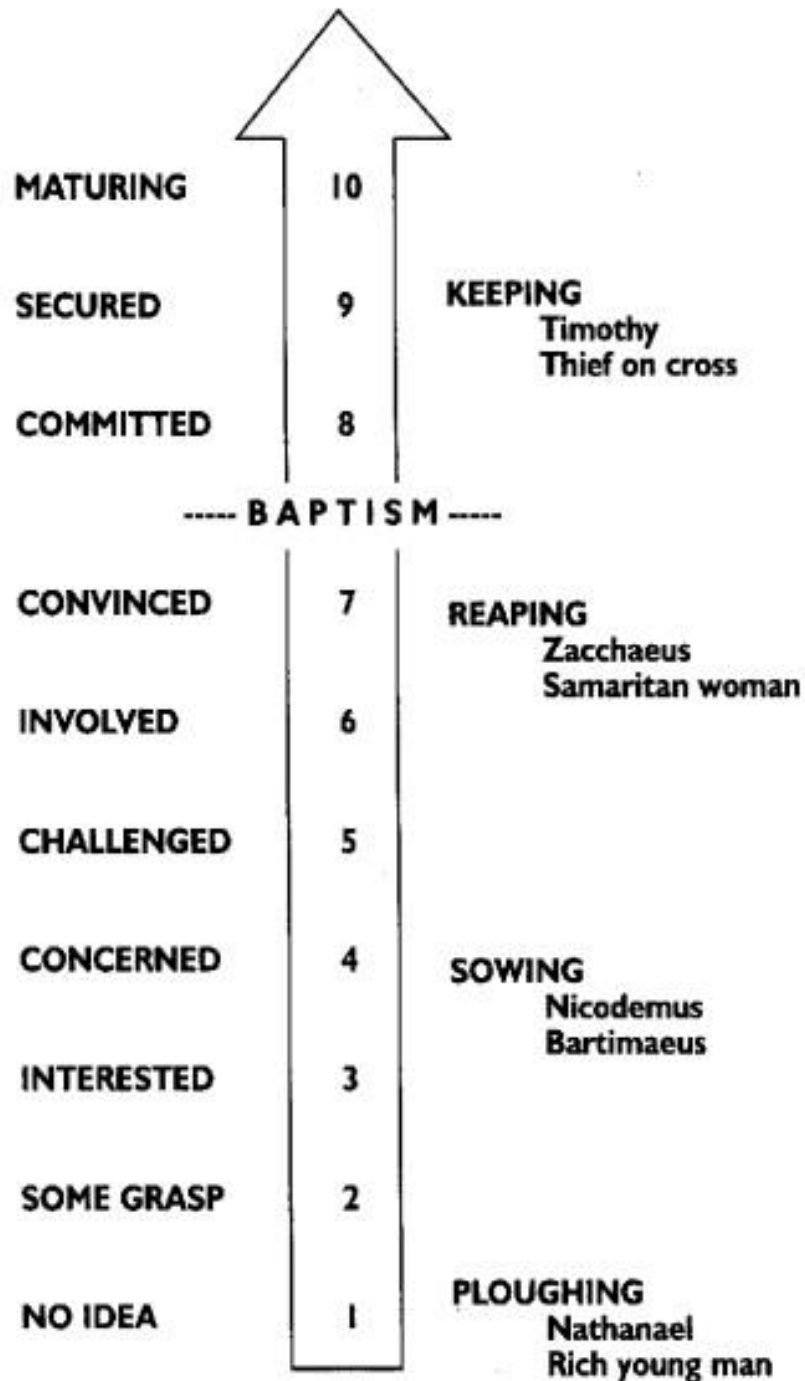 MATURING 10
SECURED 9 KEEPING
Timothy
Thief on cross
COMMITTED 8
----- BAPTISM -----
CONVINCED 7 REAPING
Zacchaeus
Samaritan woman
INVOLVED 6
CHALLENGED 5
CONCERNED 4 SOWING
Nicodemus
Bartimaeus
INTERESTED 3
SOME GRASP 2
NO IDEA 1 PLOUGHING
Nathanael
Rich young man